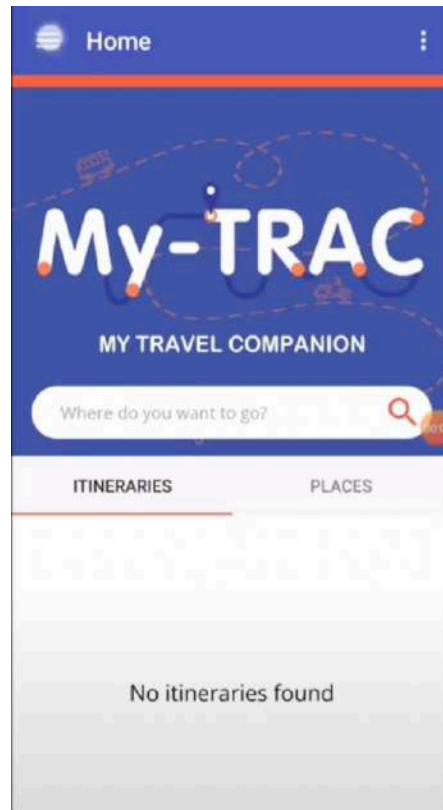 Home
My-TRAC
MY TRAVEL COMPANION
Where do you want to go?
ITINERARIES
PLACES
No itineraries found